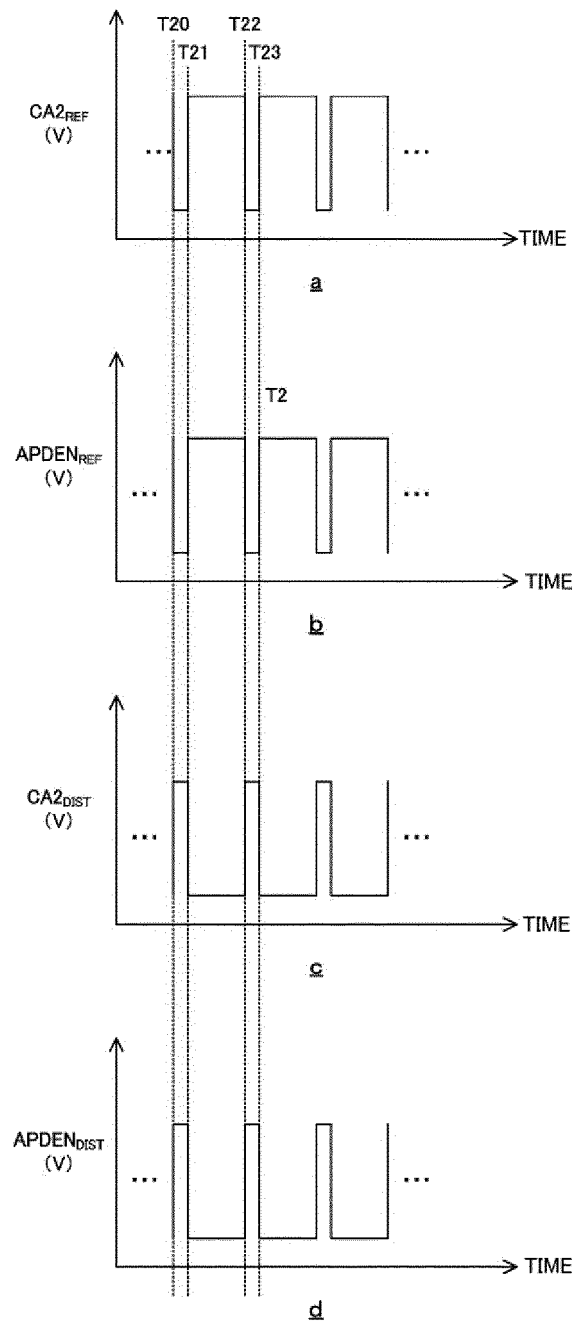 T20 T22
T21 T23
CA2REF
(V)
... ...
TIME
a
T2
APDENREF
(V)
... ...
TIME
b
CA2DIST
(V)
... ...
TIME
c
APDENDIST
(V)
... ...
TIME
d